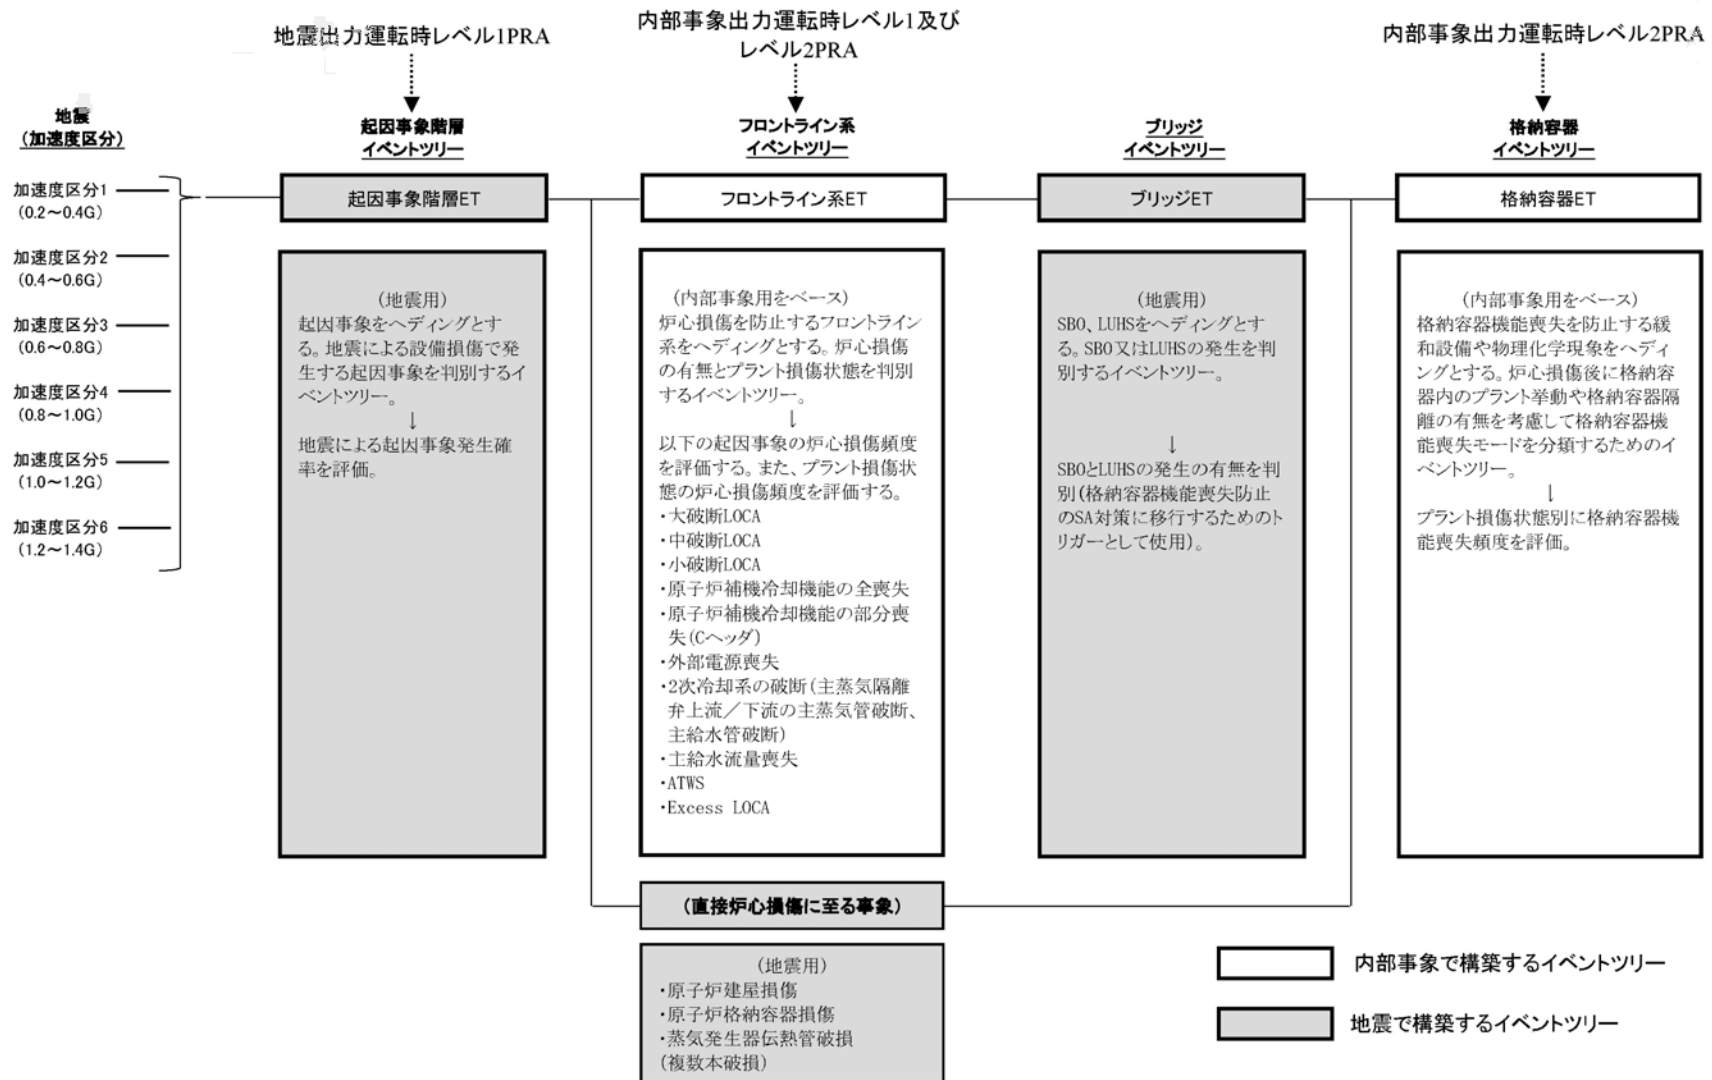 地震出力運転時レベル1PRA
内部事象出力運転時レベル1及び
レベル2PRA
内部事象出力運転時レベル2PRA
地震
(加速度区分)
起因事象階層
イベントツリー
フロントライン系
イベントツリー
ブリッジ
イベントツリー
格納容器
イベントツリー
加速度区分1
(0.2～0.4G)
加速度区分2
(0.4～0.6G)
加速度区分3
(0.6～0.8G)
加速度区分4
(0.8～1.0G)
加速度区分5
(1.0～1.2G)
加速度区分6
(1.2～1.4G)
起因事象階層ET
フロントライン系ET
ブリッジET
格納容器ET
(地震用)
起因事象をヘディングとす
る。地震による設備損傷で発
生する起因事象を判別するイ
ベントツリー。
↓
地震による起因事象発生確
率を評価。
(内部事象用をベース)
炉心損傷を防止するフロントライン
系をヘディングとする。炉心損傷
の有無とプラント損傷状態を判別
するイベントツリー。
↓
以下の起因事象の炉心損傷頻度
を評価する。また、プラント損傷状
態の炉心損傷頻度を評価する。
・大破断LOCA
・中破断LOCA
・小破断LOCA
・原子炉補機冷却機能の全喪失
・原子炉補機冷却機能の部分喪
失(Cヘッダ)
・外部電源喪失
・2次冷却系の破断(主蒸気隔離
弁上流／下流の主蒸気管破断、
主給水管破断)
・主給水流量喪失
・ATWS
・Excess LOCA
(地震用)
SBO、LUHSをヘディングとす
る。SBO又はLUHSの発生を判
別するイベントツリー。
↓
SBOとLUHSの発生の有無を判
別(格納容器機能喪失防止
のSA対策に移行するためのト
リガーとして使用)。
(内部事象用をベース)
格納容器機能喪失を防止する緩
和設備や物理化学現象をヘディ
ングとする。炉心損傷後に格納容
器内のプラント挙動や格納容器隔
離の有無を考慮して格納容器機
能喪失モードを分類するためのイ
ベントツリー。
↓
プラント損傷状態別に格納容器機
能喪失頻度を評価。
(直接炉心損傷に至る事象)
(地震用)
・原子炉建屋損傷
・原子炉格納容器損傷
・蒸気発生器伝熱管破損
(複数本破損)
内部事象で構築するイベントツリー
地震で構築するイベントツリー